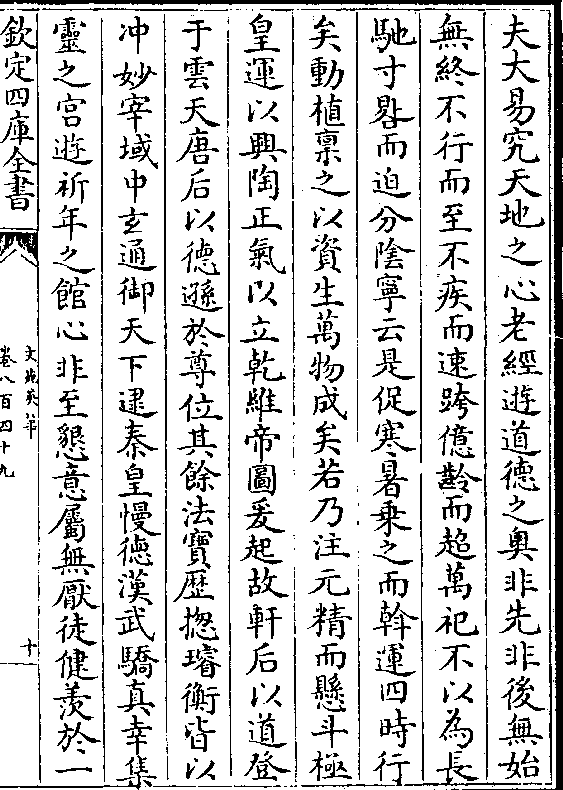 夫大易究天地之心老經遊道德之奥非先非後無始
無終不行而至不疾而速跨億齡而超萬祀不以為長
馳寸晷而迫分陰寧云是促寒暑乗之而斡運四時行
矣動植稟之以資生萬物成矣若乃注元精而懸斗極
皇運以興陶正氣以立乾維帝圖爰起故軒后以道登
于雲天唐后以德遜於尊位其餘法寶歷揔璿衡皆以
冲妙宰域中玄通御天下逮秦皇慢德漢武驕真幸集
靈之宫遊祈年之館心非至懇意屬無厭徒健羨於一
欽定四庫全書
文苑英華
卷八百四十九
十